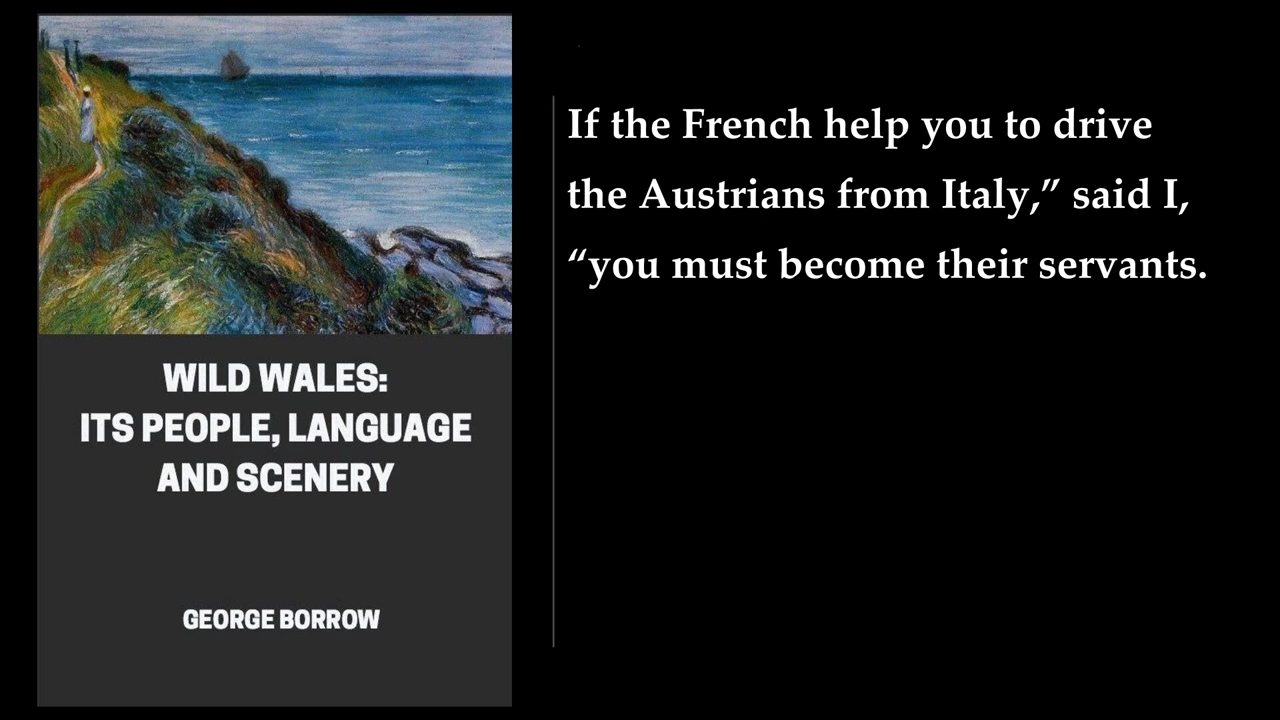 WILD WALES:
ITS PEOPLE, LANGUAGE
AND SCENERY
GEORGE BORROW
If the French help you to drive
the Austrians from Italy,” said I,
“you must become their servants.